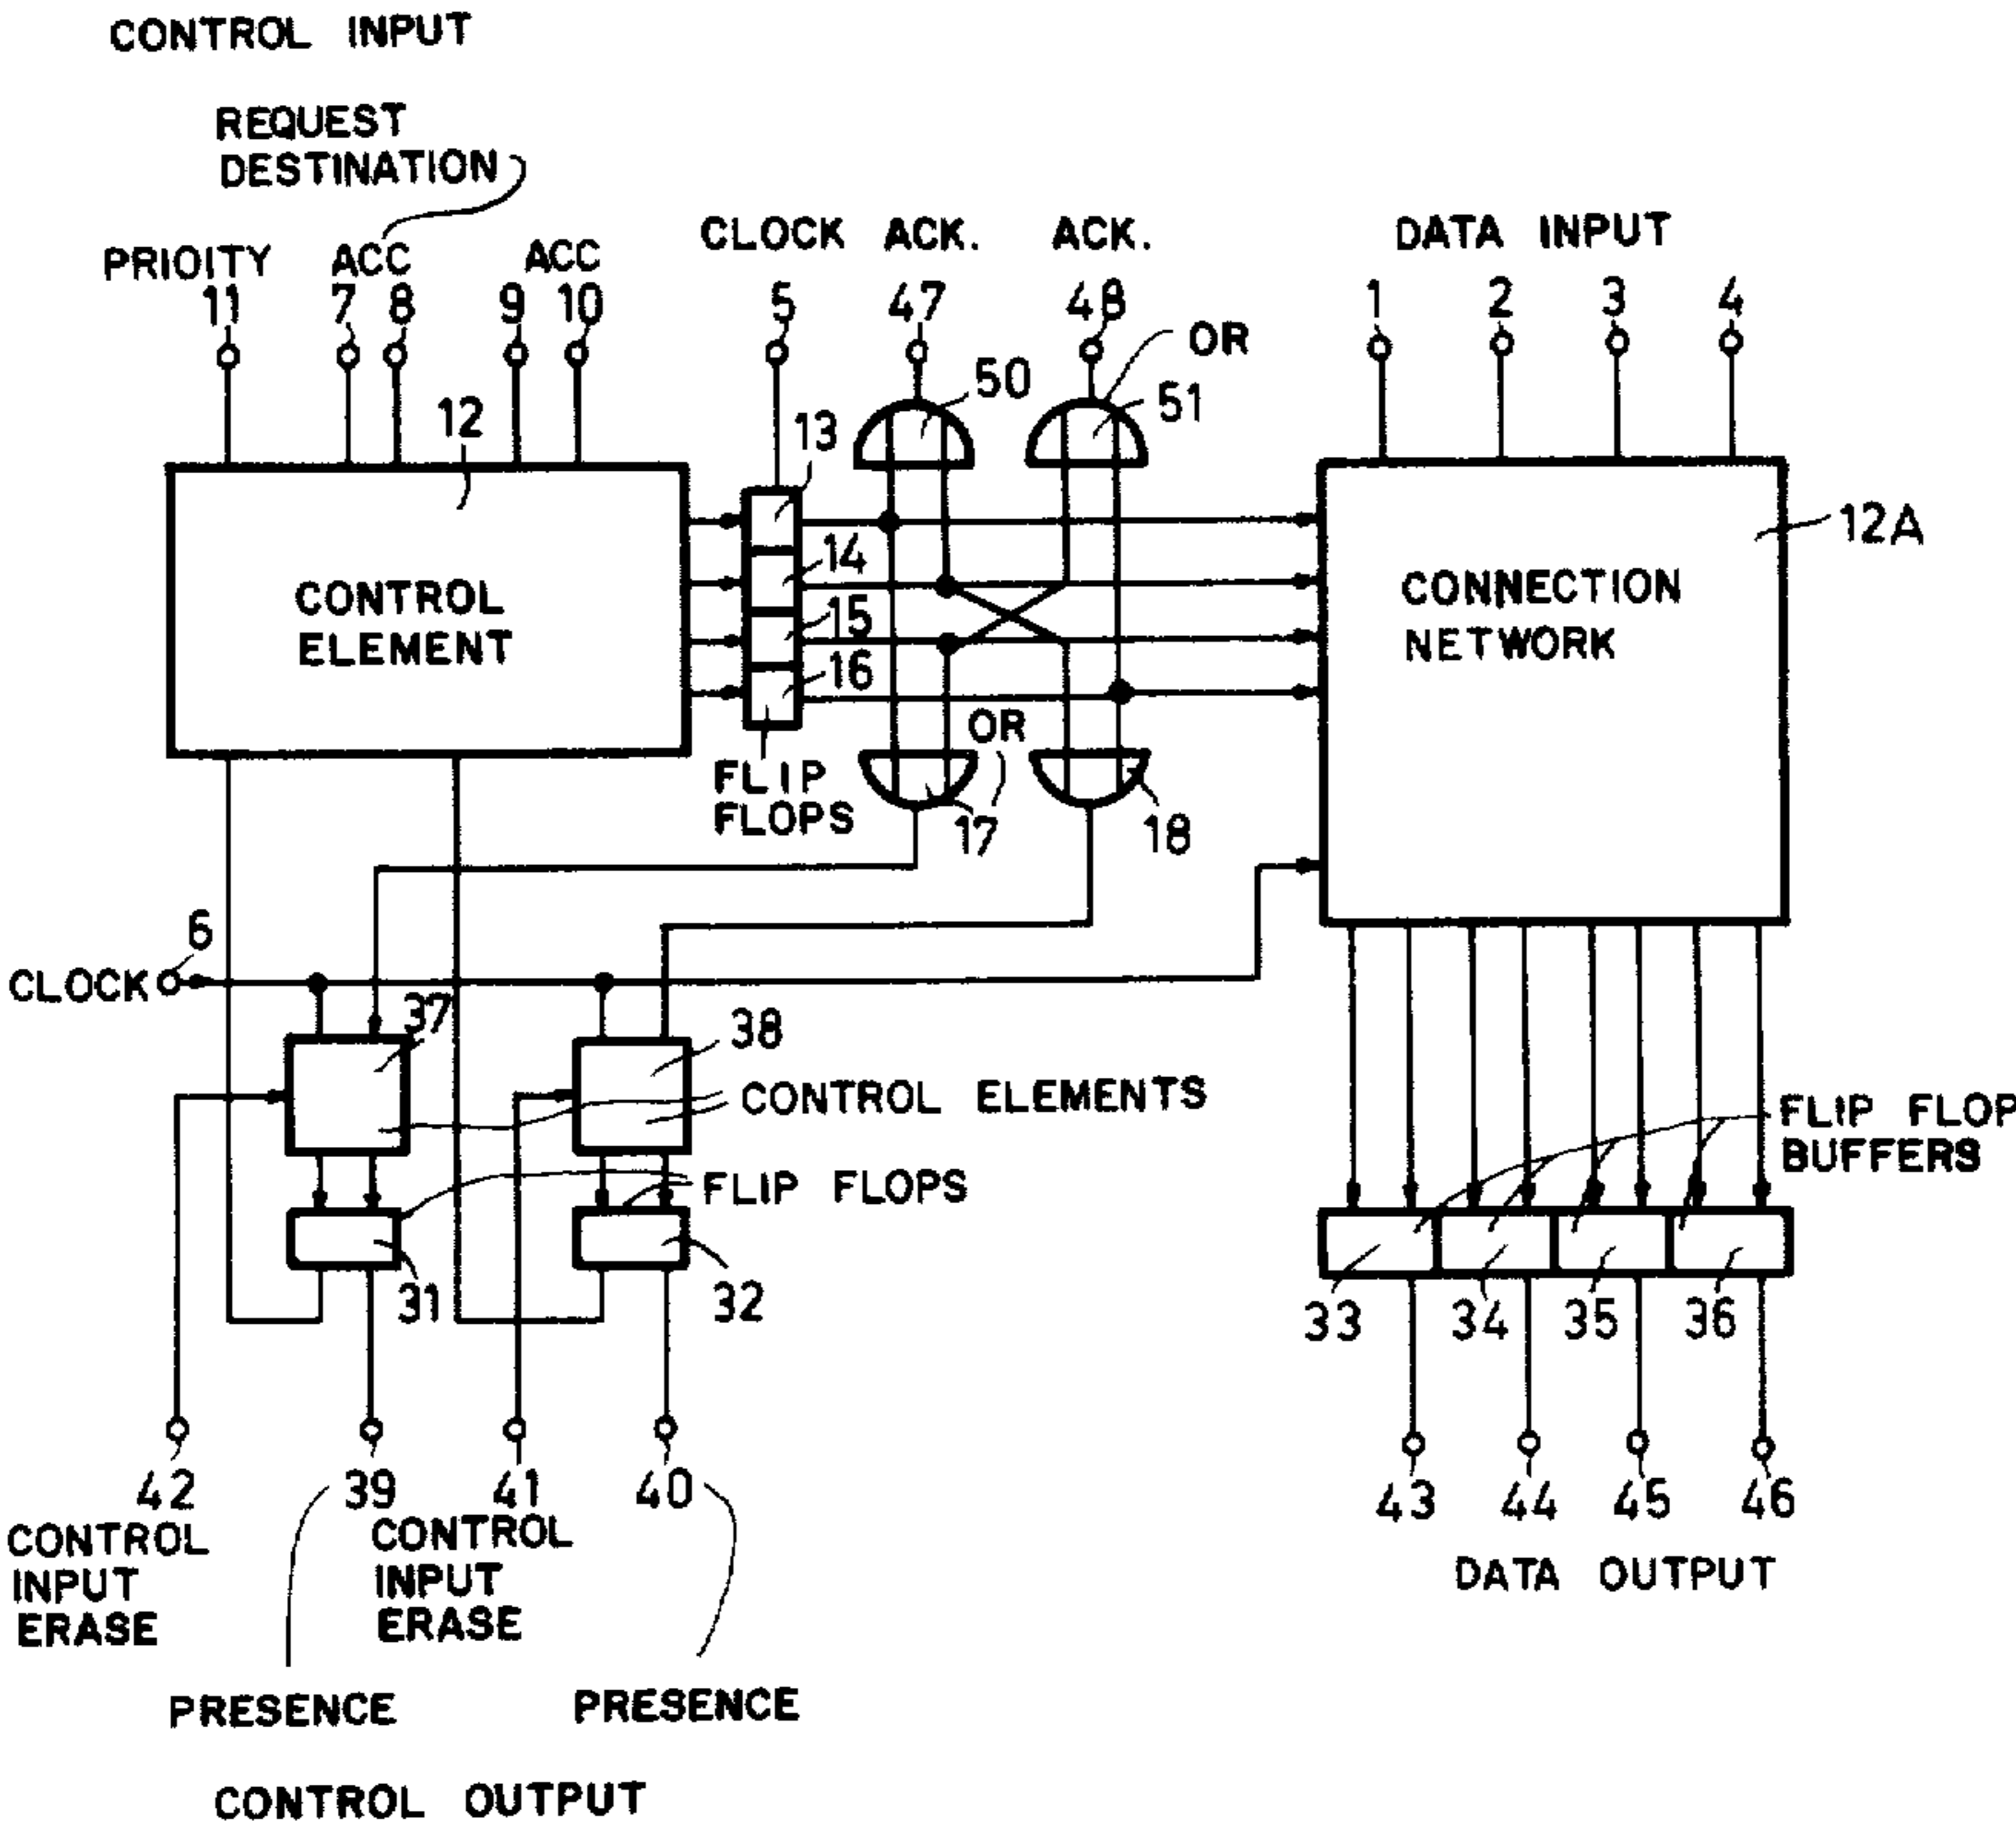 CONTROL INPUT
REQUEST
DESTINATION
PRIOITY ACC ACC CLOCK ACK. ACK. DATA INPUT
11 7 8 9 10 5 47 48 1 2 3 4
OR
50 51
12 13
12A
14
CONTROL
ELEMENT
15
16
CONNECTION
NETWORK
OR
FLIP
FLOPS
17 18
6
CLOCK
37 38
CONTROL ELEMENTS
FLIP FLOP
BUFFERS
FLIP FLOPS
31 32 33 34 35 36
42 39 41 40 43 44 45 46
CONTROL
INPUT
ERASE
CONTROL
INPUT
ERASE
DATA OUTPUT
PRESENCE PRESENCE
CONTROL OUTPUT